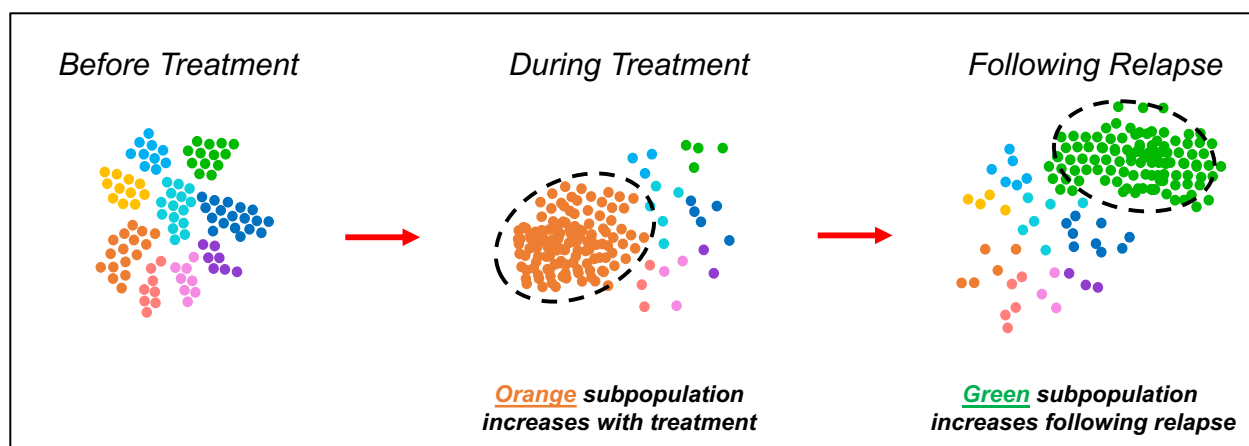 Before Treatment
During Treatment
Following Relapse
Orange subpopulation
increases with treatment
Green subpopulation
increases following relapse